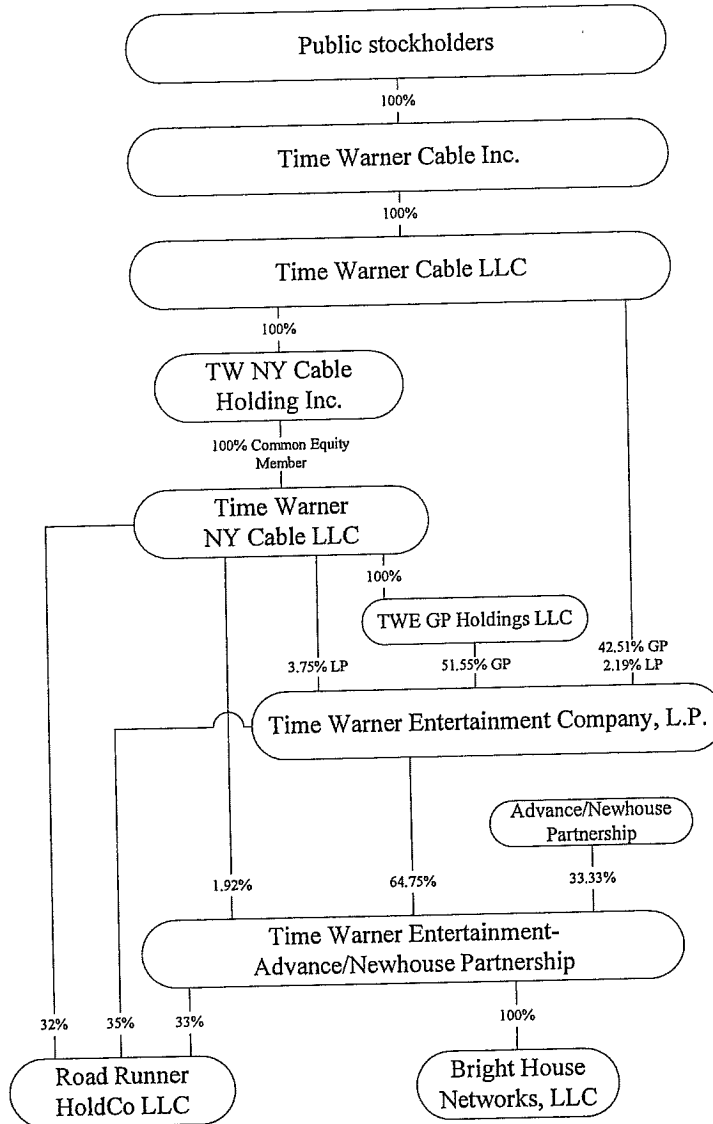 Public stockholders
100%
Time Warner Cable Inc.
100%
Time Warner Cable LLC
100%
TW NY Cable
Holding Inc.
100% Common Equity
Member
Time Warner
NY Cable LLC
100%
TWE GP Holdings LLC
42.51% GP
3.75% LP
51.55% GP
2.19% LP
Time Warner Entertainment Company, L.P.
Advance/Newhouse
Partnership
1.92%
64.75%
33.33%
Time Warner Entertainment-
Advance/Newhouse Partnership
32%
35%
33%
100%
Road Runner
HoldCo LLC
Bright House
Networks, LLC